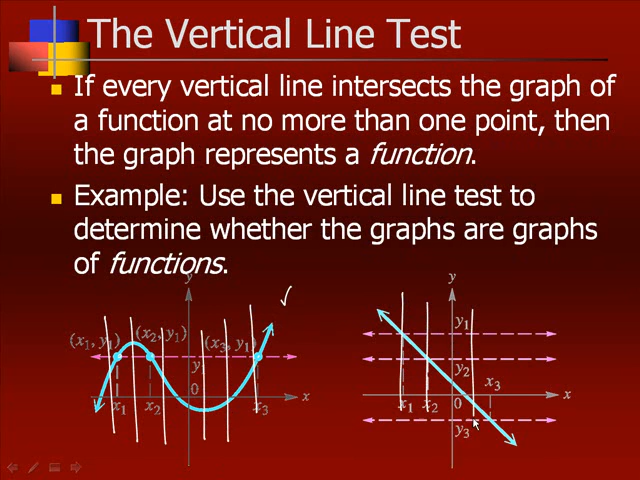 The Vertical Line Test
If every vertical line intersects the graph of
a function at no more than one point, then
the graph represents a function.
Example: Use the vertical line test to
determine whether the graphs are graphs
of functions.
y
(x₁, y₁) (x₂, y₁) (x₃, y₁)
y
0
x
x₁ x₂ x₃
y
y₁
y₂
x₃
x₁ x₂ 0 x
y₃